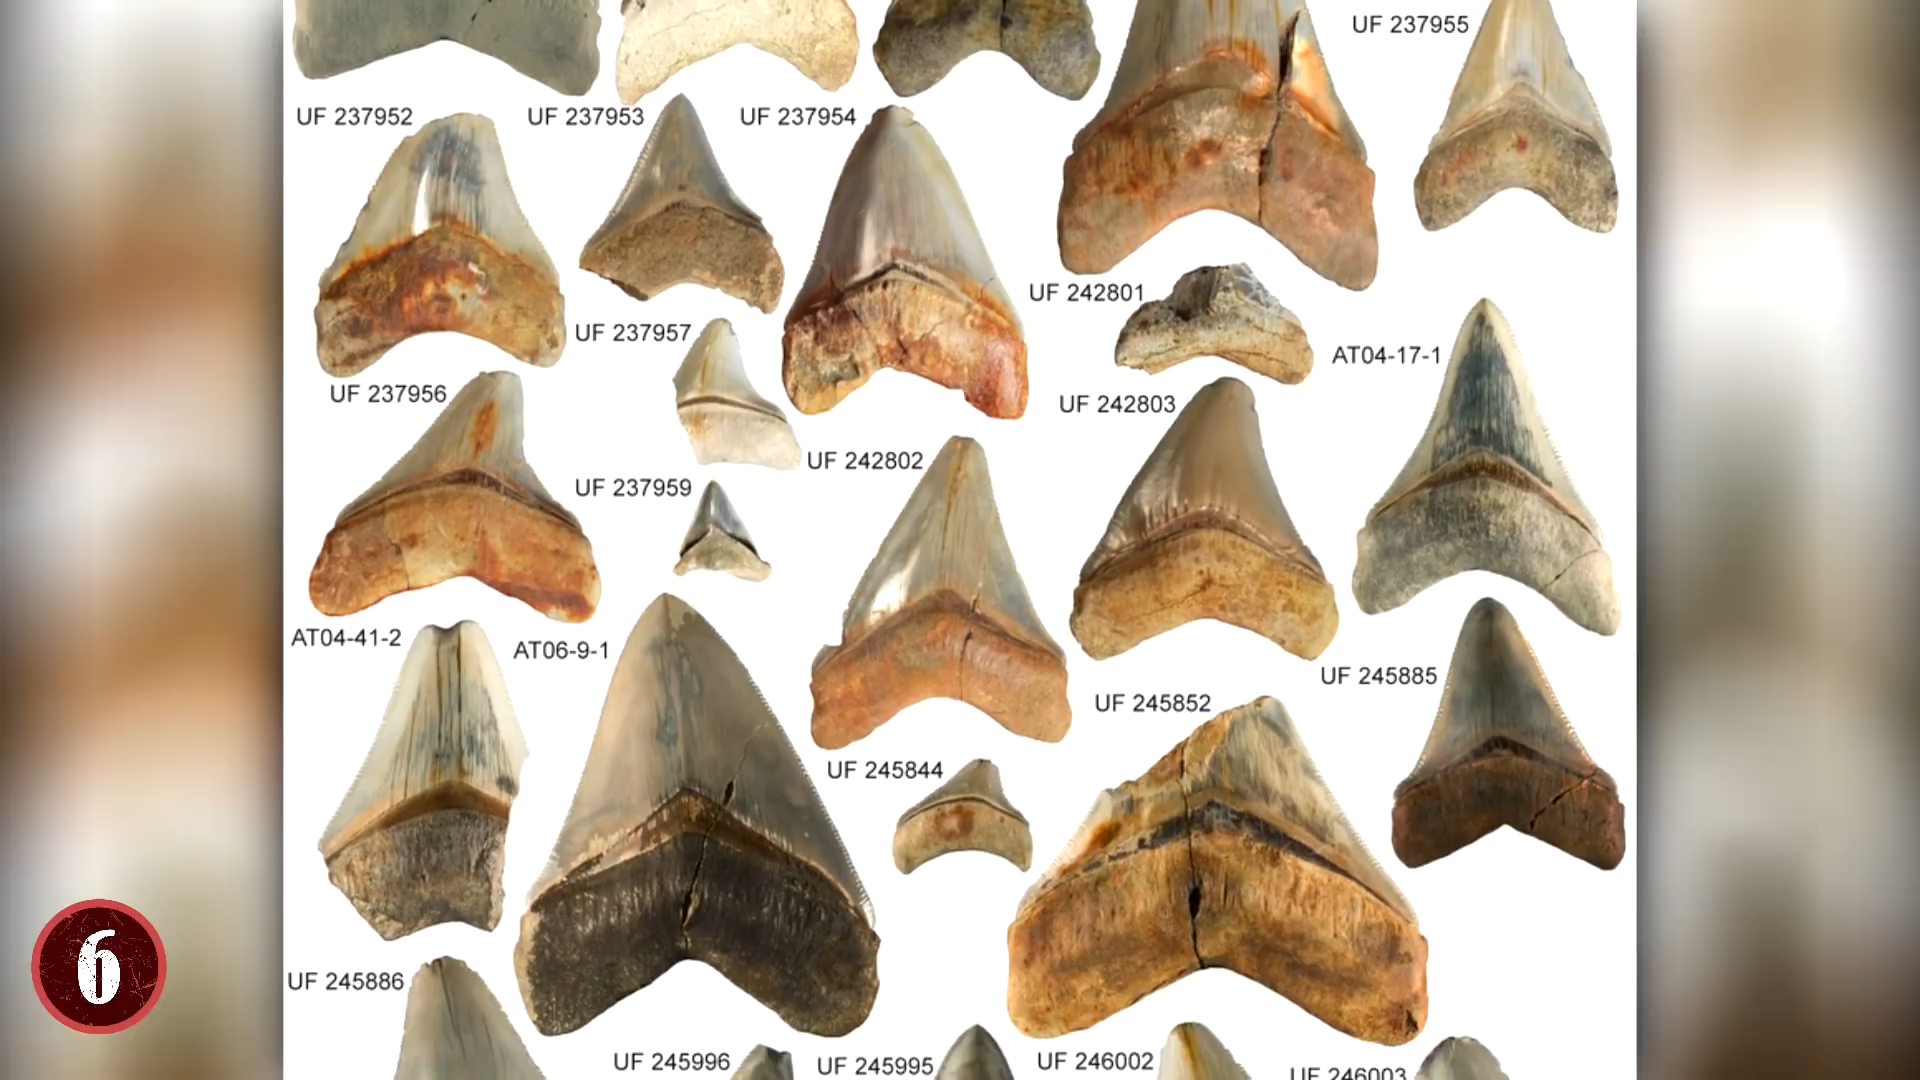 UF 237955
UF 237952
UF 237953
UF 237954
UF 242801
UF 237957
AT04-17-1
UF 237956
UF 242803
UF 242802
UF 237959
AT04-41-2
AT06-9-1
UF 245885
UF 245852
UF 245844
UF 245886
UF 245996
UF 245995
UF 246002
UF 246003
6